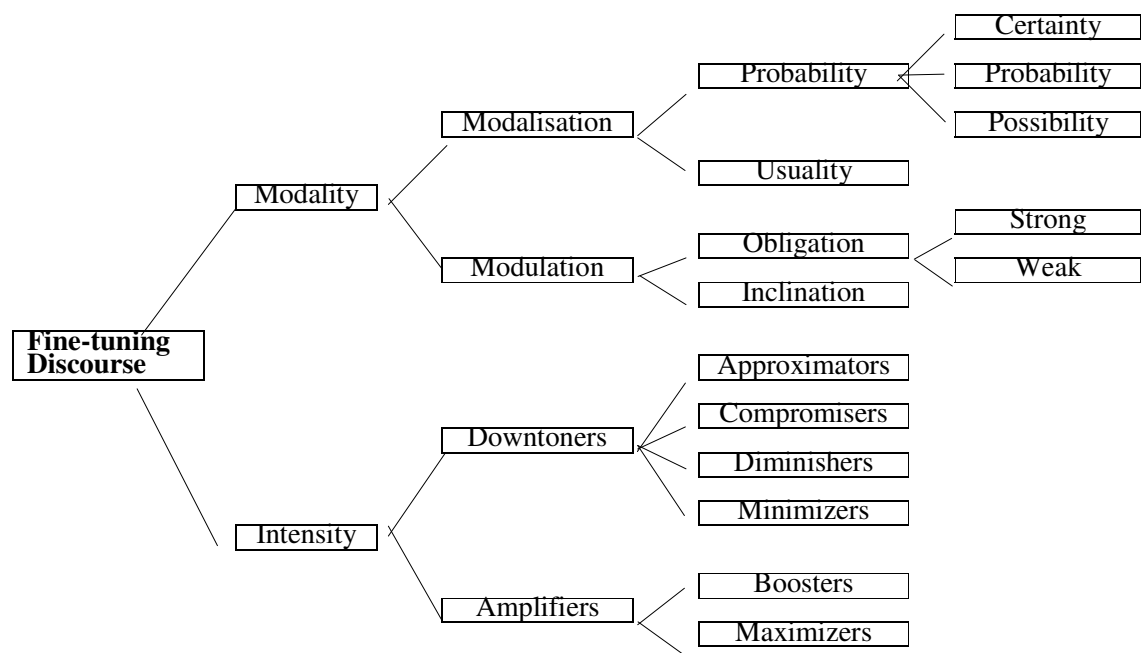 Certainty
Probability
Probability
Modalisation
Possibility
Usuality
Modality
Strong
Obligation
Modulation
Weak
Inclination
Fine-tuning
Discourse
Approximators
Compromisers
Downtoners
Diminishers
Minimizers
Intensity
Boosters
Amplifiers
Maximizers